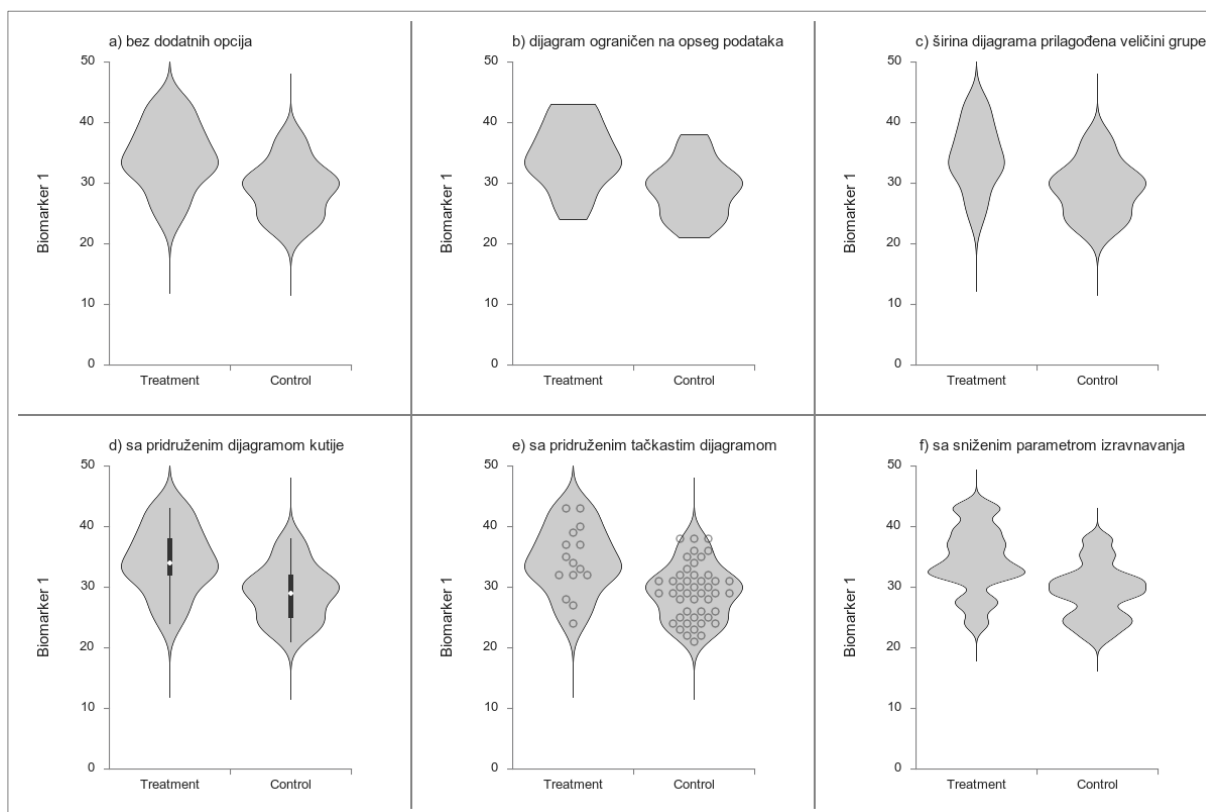 a) bez dodatnih opcija
50
40
30
20
10
0
Biomarker 1
Treatment
Control
b) dijagram ograničen na opseg podataka
50
40
30
20
10
0
Biomarker 1
Treatment
Control
c) širina dijagrama prilagođena veličini grupe
50
40
30
20
10
0
Biomarker 1
Treatment
Control
d) sa pridruženim dijagramom kutije
50
40
30
20
10
0
Biomarker 1
Treatment
Control
e) sa pridruženim tačkastim dijagramom
50
40
30
20
10
0
Biomarker 1
Treatment
Control
f) sa sniženim parametrom izravnavanja
50
40
30
20
10
0
Biomarker 1
Treatment
Control